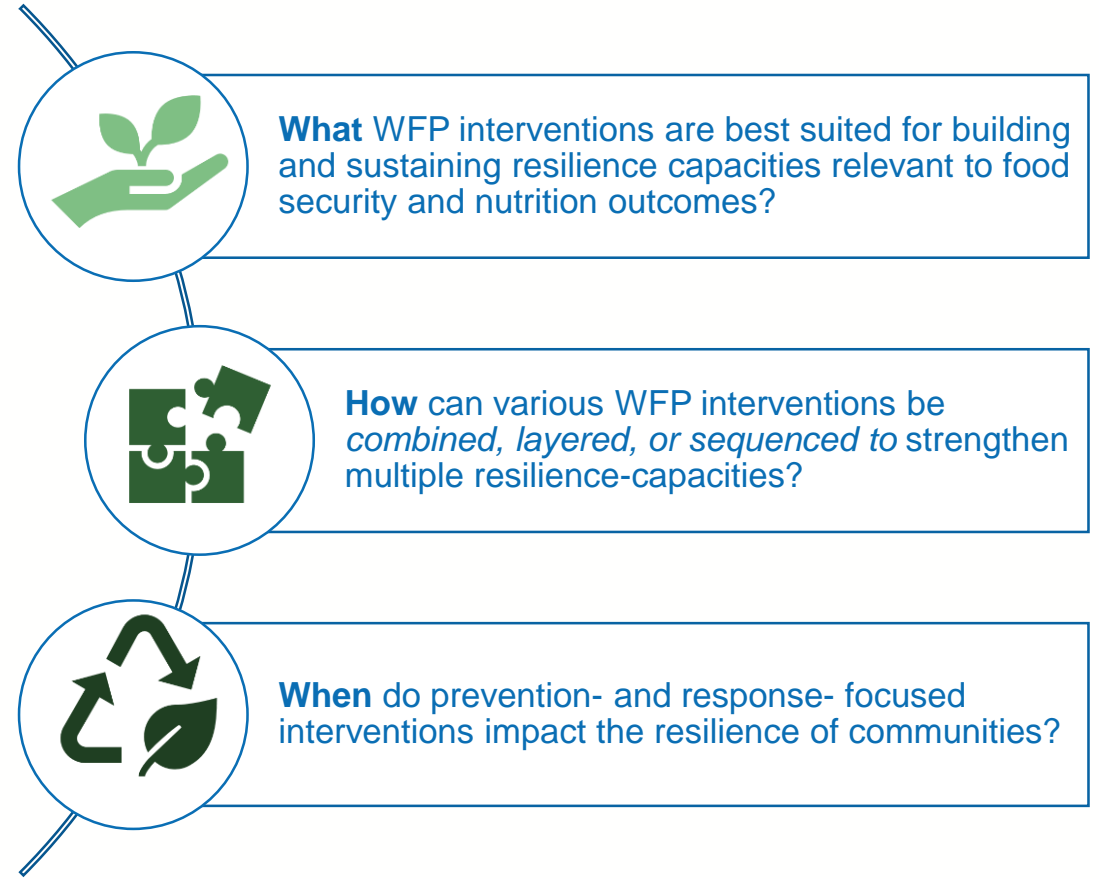 What WFP interventions are best suited for building
and sustaining resilience capacities relevant to food
security and nutrition outcomes?
How can various WFP interventions be
combined, layered, or sequenced to strengthen
multiple resilience-capacities?
When do prevention- and response- focused
interventions impact the resilience of communities?